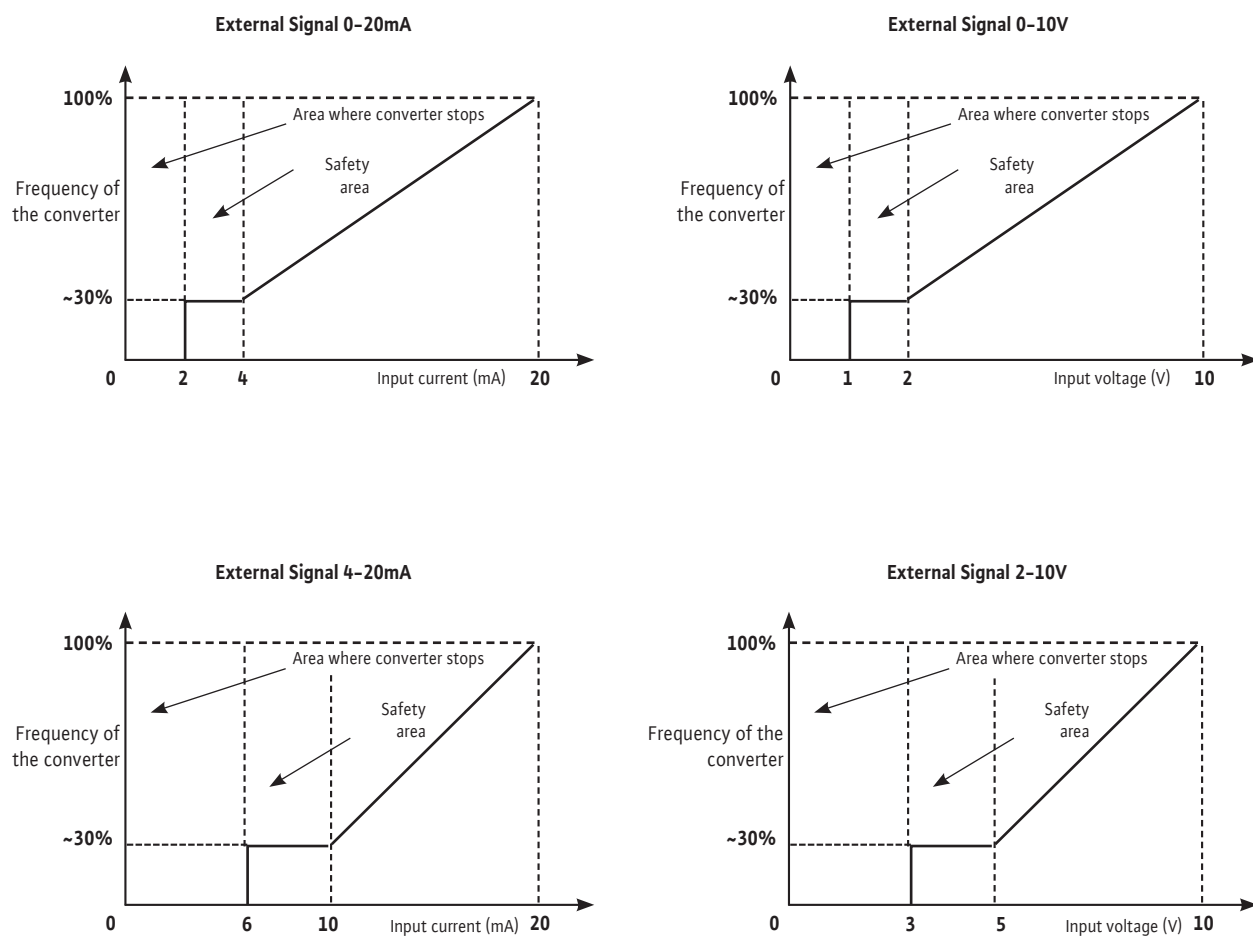 External Signal 0–20mA
100%
Area where converter stops
Safety
area
Frequency of
the converter
~30%
0 2 4 Input current (mA) 20
External Signal 0–10V
100%
Area where converter stops
Safety
area
Frequency of
the converter
~30%
0 1 2 Input voltage (V) 10
External Signal 4–20mA
100%
Area where converter stops
Safety
area
Frequency of
the converter
~30%
0 6 10 Input current (mA) 20
External Signal 2–10V
100%
Area where converter stops
Safety
area
Frequency of the
converter
~30%
0 3 5 Input voltage (V) 10